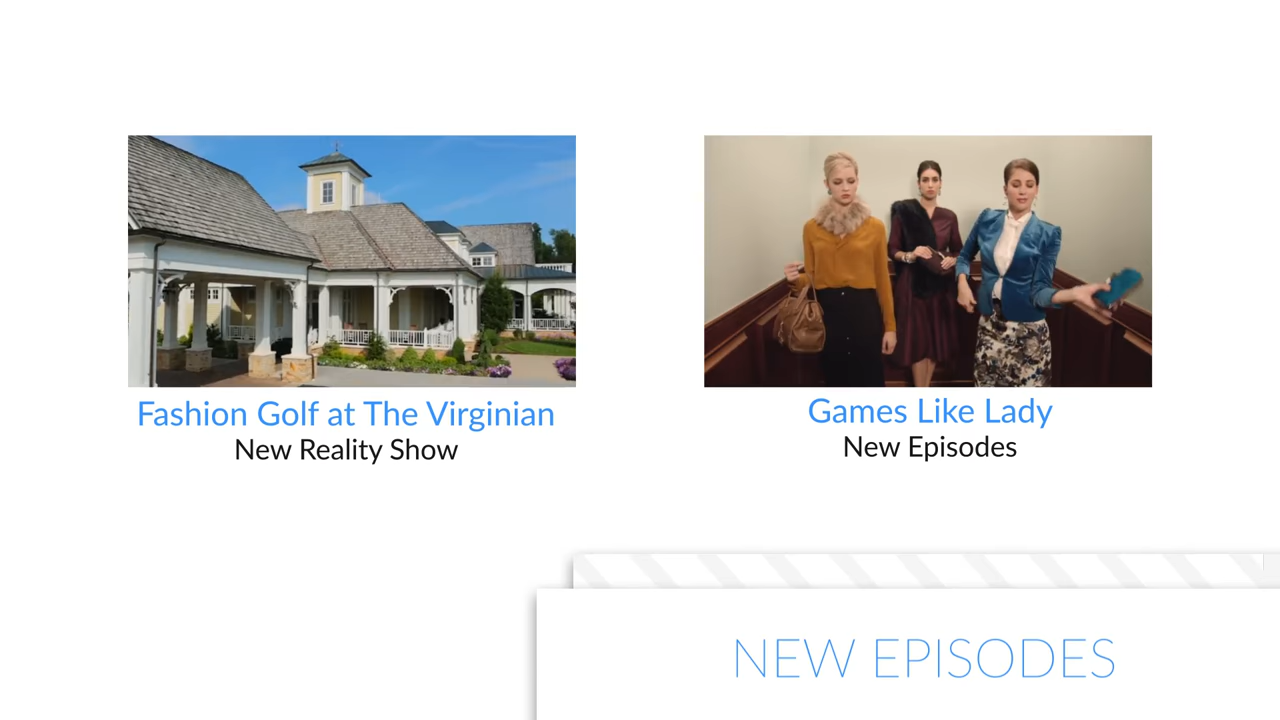 Fashion Golf at The Virginian
New Reality Show
Games Like Lady
New Episodes
NEW EPISODES